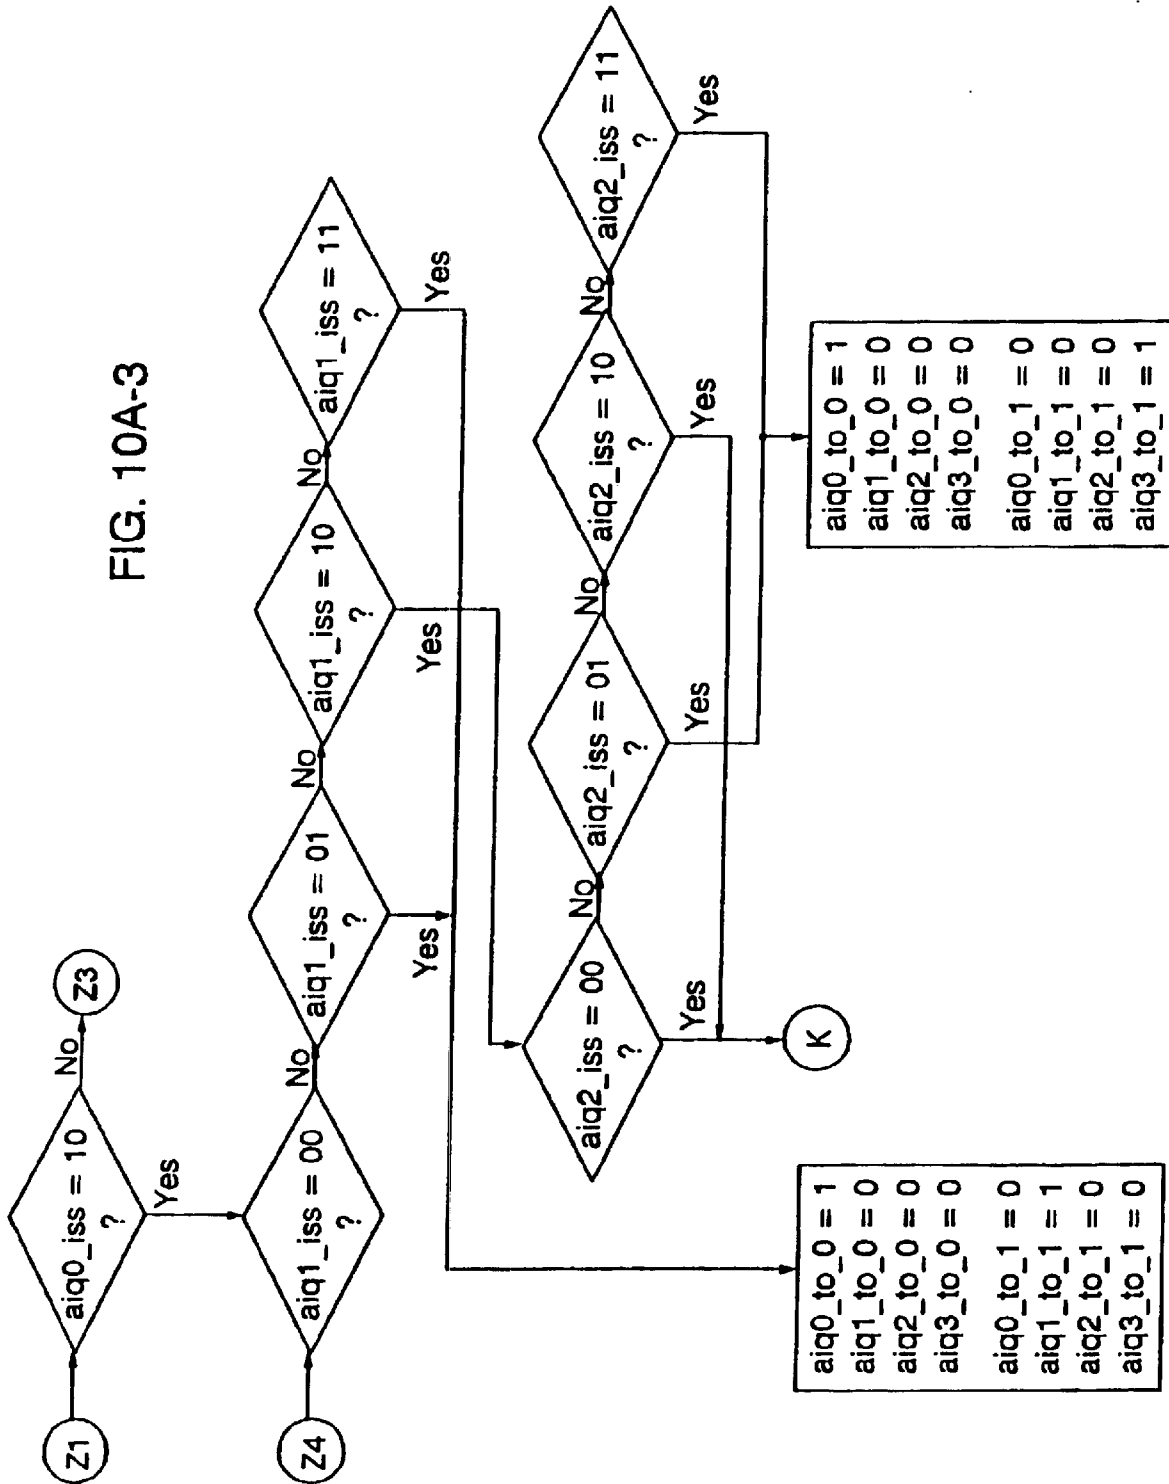 FIG. 10A-3
Z1
aiq0_iss = 10
?
No
Z3
Yes
Z4
aiq1_iss = 00
?
No
aiq1_iss = 01
?
No
aiq1_iss = 10
?
No
aiq1_iss = 11
?
Yes
Yes
Yes
aiq2_iss = 00
?
No
aiq2_iss = 01
?
No
aiq2_iss = 10
?
No
aiq2_iss = 11
?
Yes
Yes
Yes
Yes
K
aiq0_to_0 = 1
aiq1_to_0 = 0
aiq2_to_0 = 0
aiq3_to_0 = 0
aiq0_to_1 = 0
aiq1_to_1 = 1
aiq2_to_1 = 0
aiq3_to_1 = 0
aiq0_to_0 = 1
aiq1_to_0 = 0
aiq2_to_0 = 0
aiq3_to_0 = 0
aiq0_to_1 = 0
aiq1_to_1 = 0
aiq2_to_1 = 0
aiq3_to_1 = 1